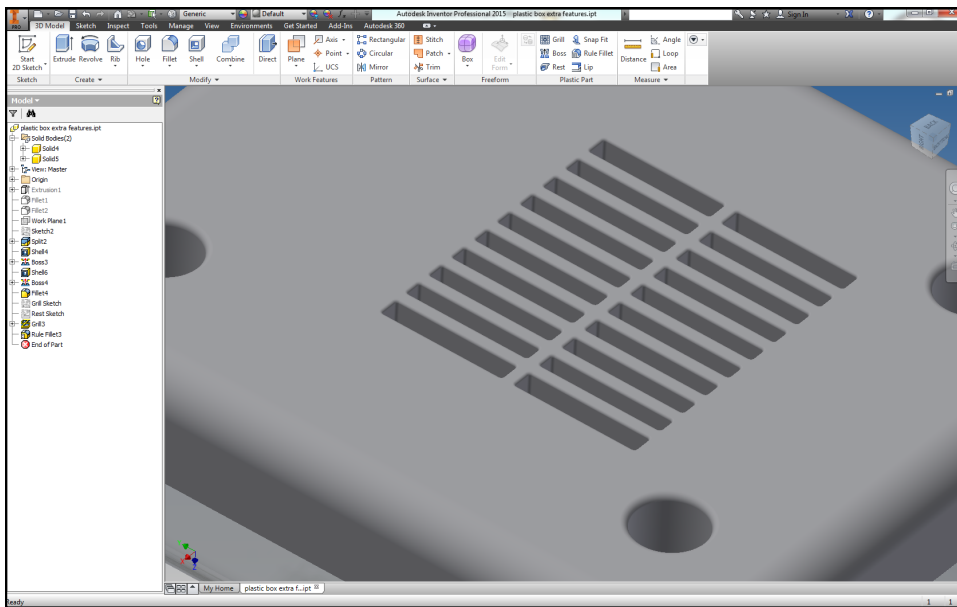 Generic Default Autodesk Inventor Professional 2015 plastic box extra features.ipt Sign In
PRO 3D Model Sketch Inspect Tools Manage View Environments Get Started Add-Ins Autodesk 360
Axis Rectangular Stitch Grill Snap Fit Angle
Point Circular Patch Boss Rule Fillet Loop
Start Extrude Revolve Rib Hole Fillet Shell Combine Direct Plane Box Edit Distance
2D Sketch UCS Mirror Trim Form Rest Lip Area
Sketch Create Modify Work Features Pattern Surface Freeform Plastic Part Measure
Model
plastic box extra features.ipt
Solid Bodies(2)
Solid4
Solid5
View: Master
Origin
Extrusion1
Fillet1
Fillet2
Work Plane1
Sketch2
Split2
Shell4
Boss3
Shell6
Boss4
Fillet4
Grill Sketch
Rest Sketch
Grill3
Rule Fillet3
End of Part
My Home plastic box extra f...ipt
Ready 1 1